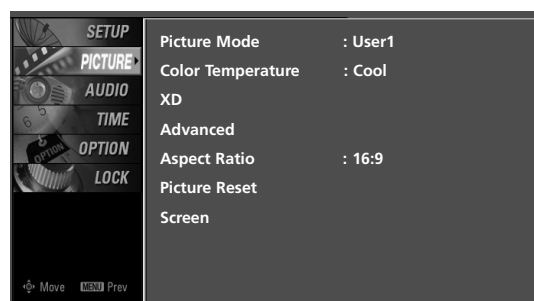 SETUP
PICTURE
AUDIO
TIME
OPTION
LOCK
Move MENU Prev
Picture Mode : User1
Color Temperature : Cool
XD
Advanced
Aspect Ratio : 16:9
Picture Reset
Screen